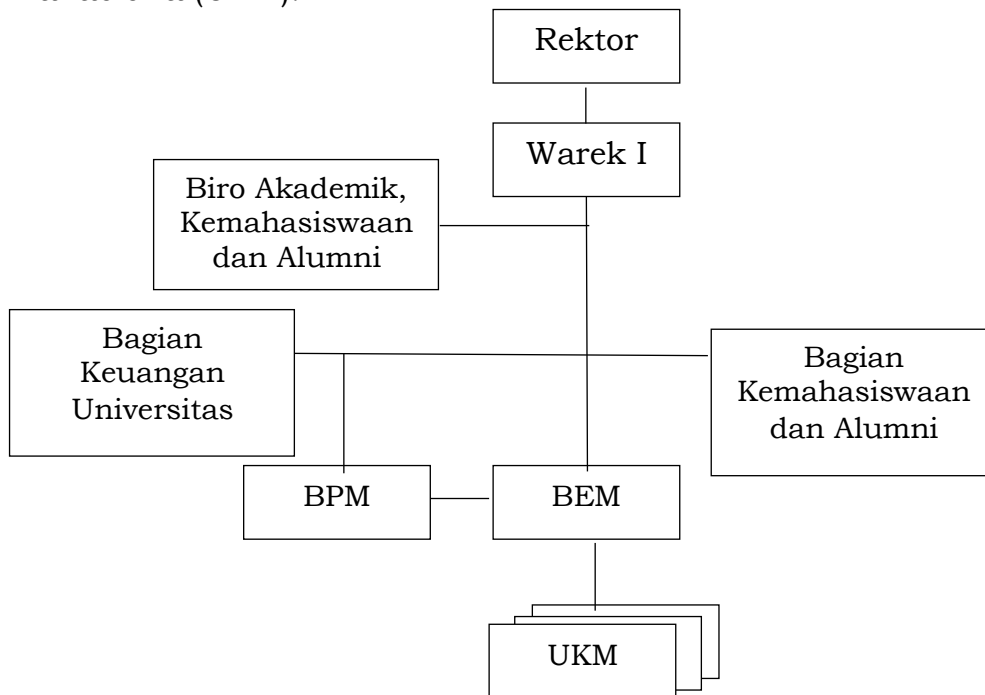 Rektor
Warek I
Biro Akademik,
Kemahasiswaan
dan Alumni
Bagian
Keuangan
Universitas
Bagian
Kemahasiswaan
dan Alumni
BPM
BEM
UKM